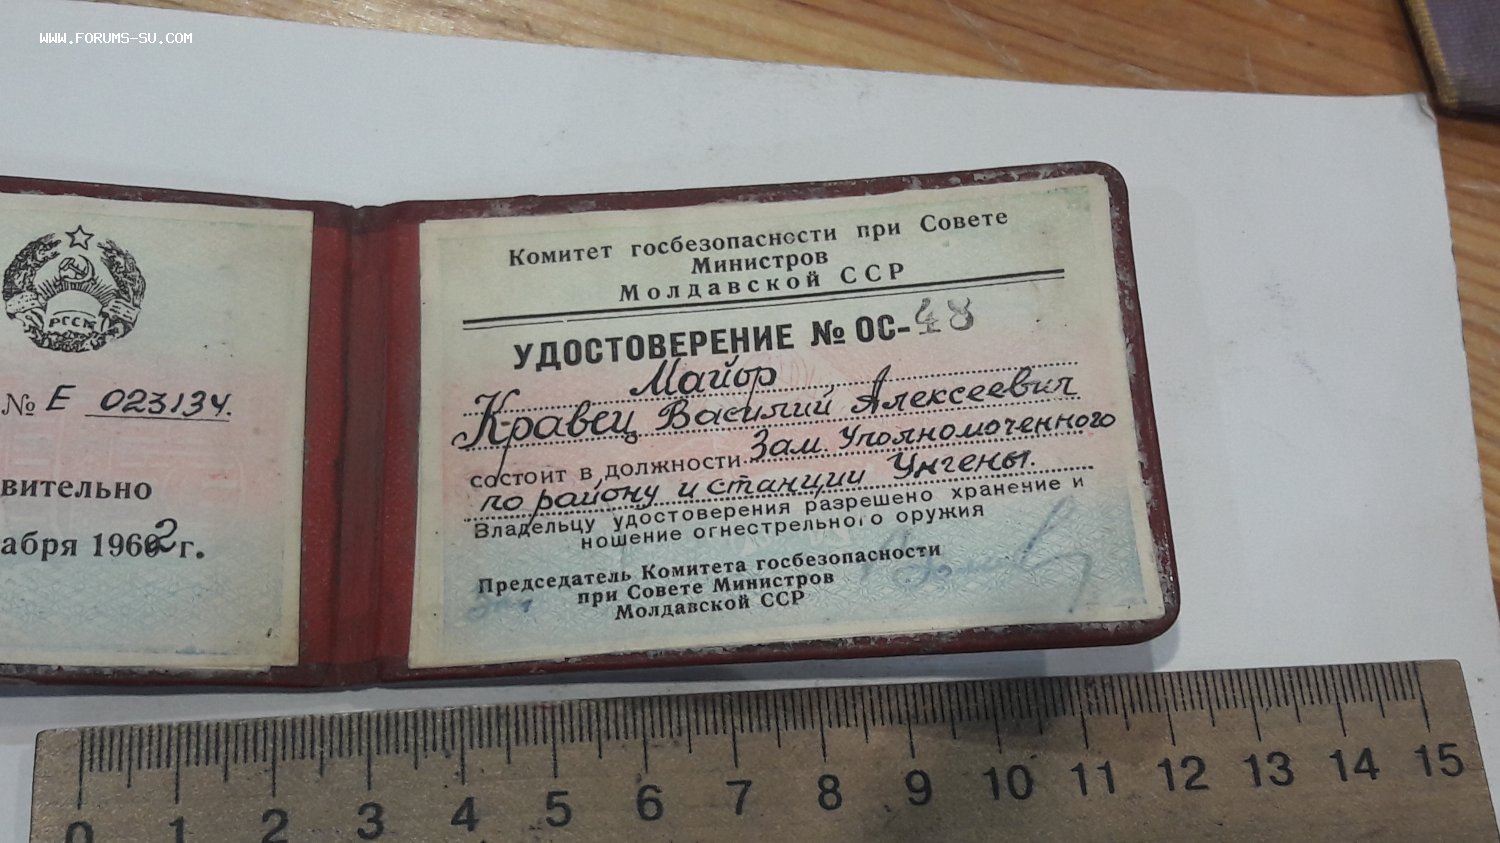 WWW.FORUMS-SU.COM
РССМ
№ Е 023134.
вительно
абря 1962 г.
Комитет госбезопасности при Совете
Министров
Молдавской ССР
УДОСТОВЕРЕНИЕ № ОС-48
Майор
Кравец Василий Алексеевич
состоит в должности Зам. Уполномоченного
по району и станции Унгены.
Владельцу удостоверения разрешено хранение и
ношение огнестрельного оружия
Председатель Комитета госбезопасности
при Совете Министров
Молдавской ССР
0 1 2 3 4 5 6 7 8 9 10 11 12 13 14 15